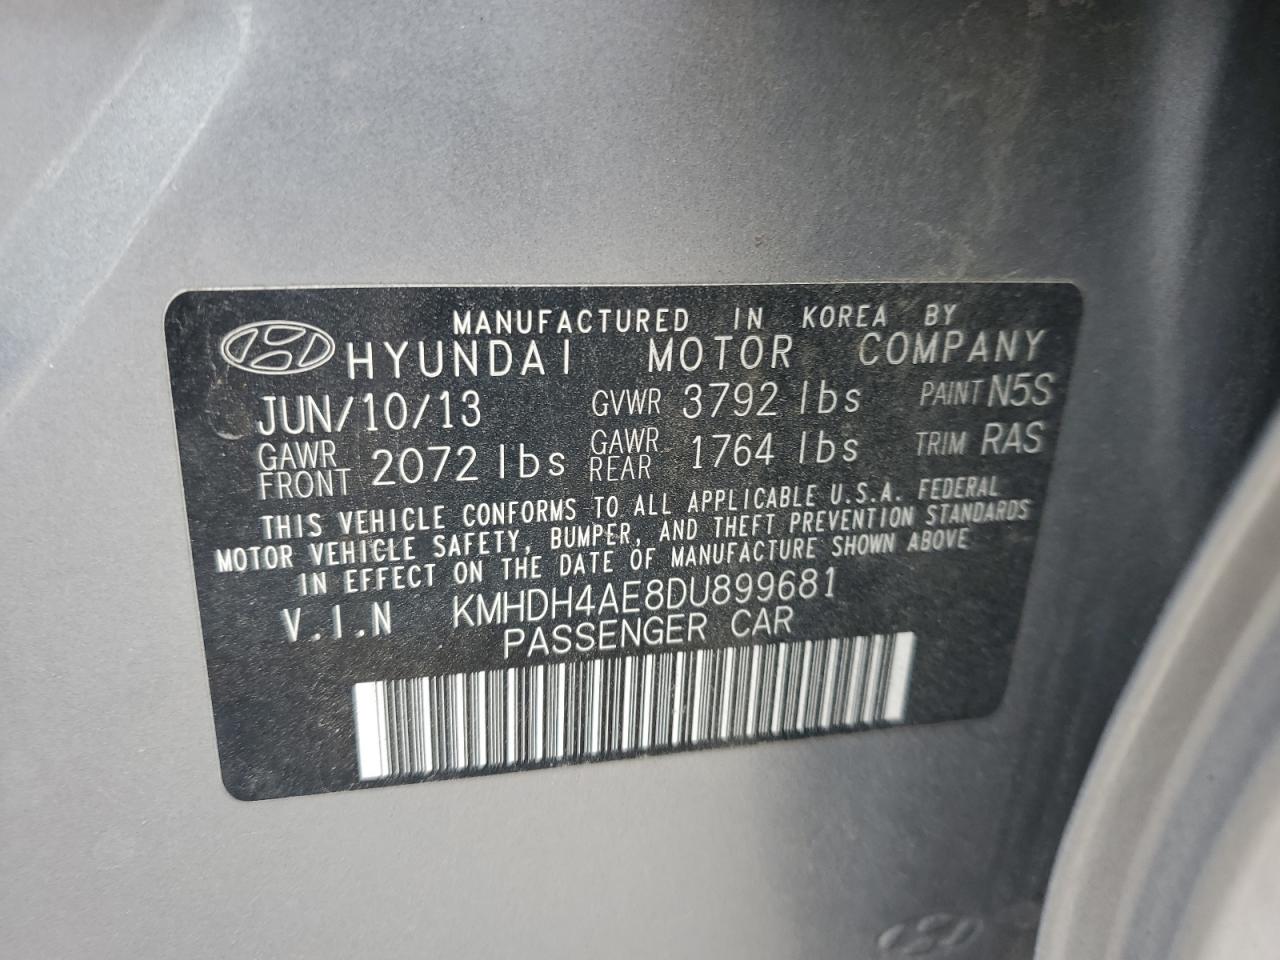 MANUFACTURED IN KOREA BY
HYUNDAI MOTOR COMPANY
JUN/10/13 GVWR 3792 lbs PAINT N5S
GAWR FRONT 2072 lbs GAWR REAR 1764 lbs TRIM RAS
THIS VEHICLE CONFORMS TO ALL APPLICABLE U.S.A. FEDERAL
MOTOR VEHICLE SAFETY, BUMPER, AND THEFT PREVENTION STANDARDS
IN EFFECT ON THE DATE OF MANUFACTURE SHOWN ABOVE
V.I.N KMHDH4AE8DU899681
PASSENGER CAR